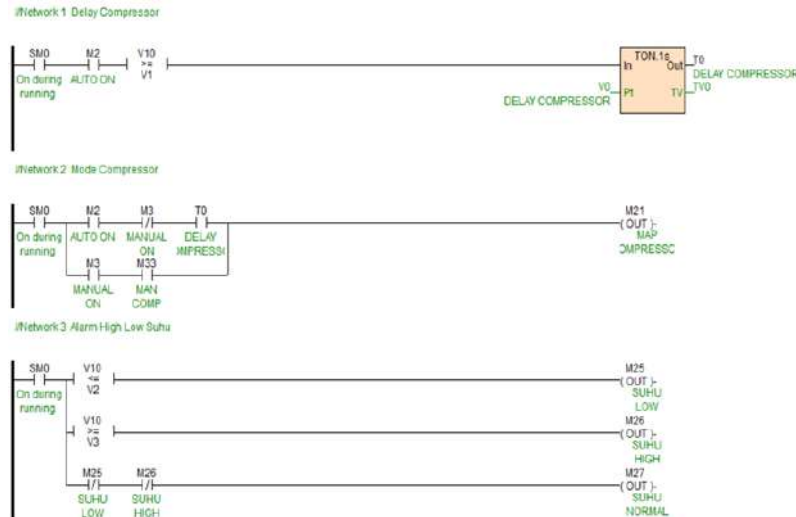 //Network 1 Delay Compressor
SM0 M2 V10 >= V1 TON.1s
In Out T0
On during running AUTO ON DELAY COMPRESSOR
V0 Pt TV TV0
DELAY COMPRESSOR
//Network 2 Mode Compressor
SM0 M2 M3 T0 M21
(OUT)
On during running AUTO ON MANUAL ON DELAY MAP
M3 M33
MANUAL ON MAN COMP
//Network 3 Alarm High Low Suhu
SM0 V10 <= V2 M25
(OUT)
On during running SUHU LOW
V10 >= V3 M26
(OUT)
SUHU HIGH
M25 M26 M27
(OUT)
SUHU LOW SUHU HIGH SUHU NORMAL